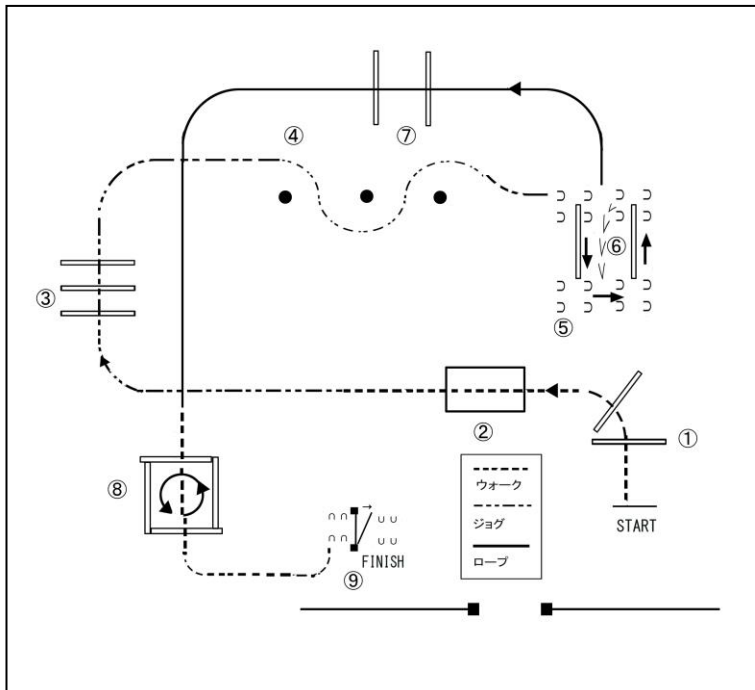 ④
⑦
⑥
③
⑤
①
②
⑧
ウォーク
START
ジョグ
FINISH
ロープ
⑨